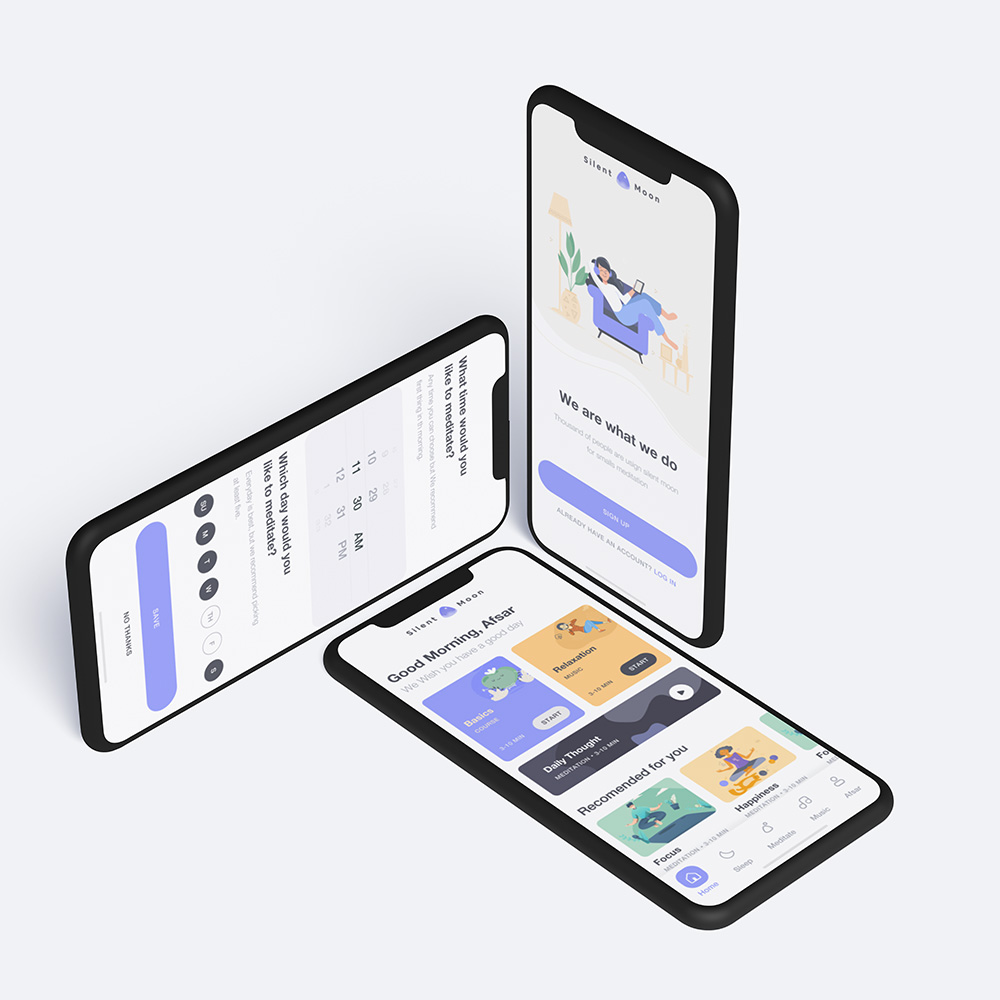 Silent Moon
We are what we do
Thousand of people are usign silent moon
for smalls meditation
SIGN UP
ALREADY HAVE AN ACCOUNT? LOG IN
What time would you
like to meditate?
Any time you can choose but We recommend
first thing in th morning.
9 28
10 29
11 30 AM
12 31 PM
1 32
Which day would you
like to meditate?
Everyday is best, but we recommend picking
at least five.
SU M T W TH F S
SAVE
NO THANKS
Silent Moon
Good Morning, Afsar
We Wish you have a good day
Basics
COURSE
3-10 MIN
START
Relaxation
MUSIC
3-10 MIN
START
Daily Thought
MEDITATION • 3-10 MIN
Recomended for you
Focus
MEDITATION • 3-10 MIN
Happiness
MEDITATION • 3-10 MIN
Fo
ME
Home
Sleep
Meditate
Music
Afsar